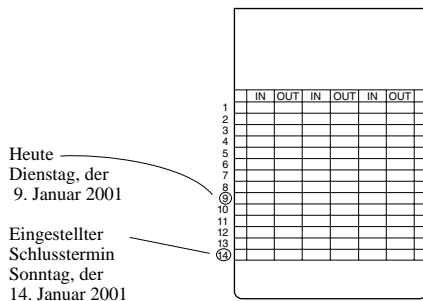 IN OUT IN OUT IN OUT
1
2
3
4
5
6
7
8
9
10
11
12
13
14
Heute
Dienstag, der
9. Januar 2001
Eingestellter
Schlusstermin
Sonntag, der
14. Januar 2001